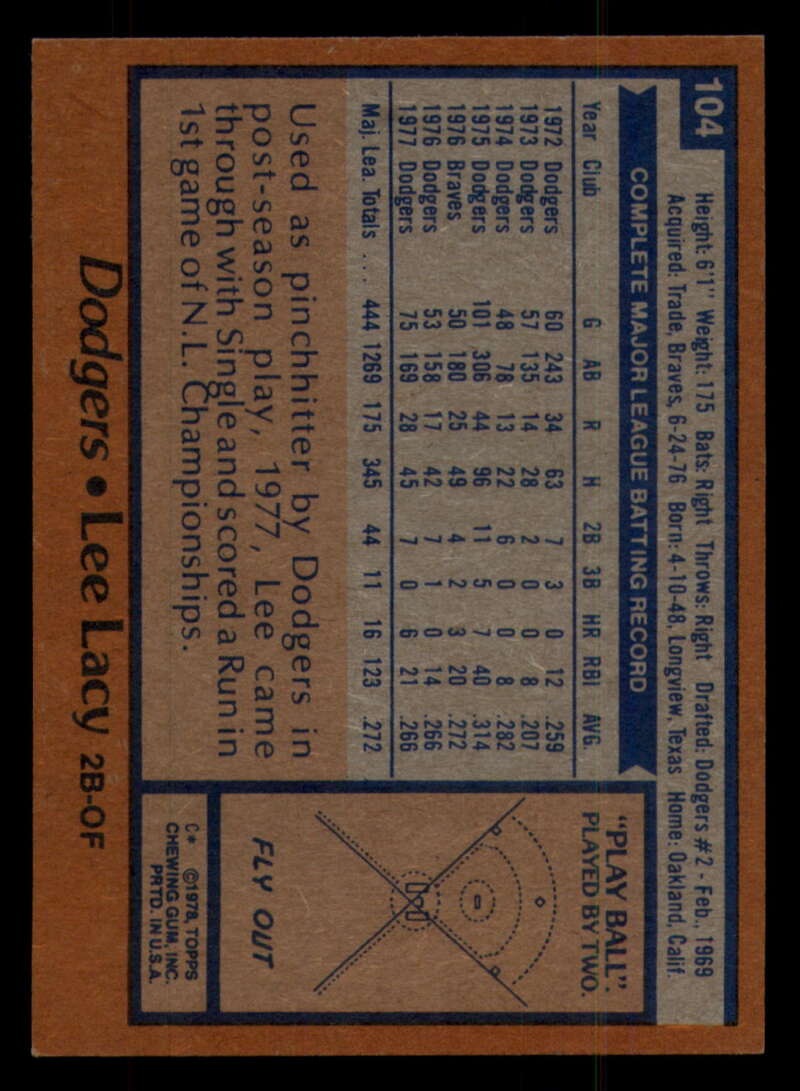 104
Height: 6'1" Weight: 175 Bats: Right Throws: Right Drafted: Dodgers #2 - Feb., 1969
Acquired: Trade, Braves, 6-24-76 Born: 4-10-48, Longview, Texas Home: Oakland, Calif.
COMPLETE MAJOR LEAGUE BATTING RECORD
Year Club G AB R H 2B 3B HR RBI AVG.
1972 Dodgers 60 243 34 63 7 3 0 12 .259
1973 Dodgers 57 135 14 28 2 0 0 8 .207
1974 Dodgers 48 78 13 22 6 0 0 8 .282
1975 Dodgers 101 306 44 96 11 5 7 40 .314
1976 Braves 50 180 25 49 4 2 3 20 .272
1976 Dodgers 53 158 17 42 7 1 0 14 .266
1977 Dodgers 75 169 28 45 7 0 6 21 .266
Maj. Lea. Totals .... 444 1269 175 345 44 11 16 123 .272
Used as pinchhitter by Dodgers in
post-season play, 1977, Lee came
through with Single and scored a Run in
1st game of N.L. Championships.
"PLAY BALL".
PLAYED BY TWO.
FLY OUT
C* ©1978, TOPPS
CHEWING GUM, INC.
PRTD. IN U.S.A.
Dodgers • Lee Lacy 2B-OF